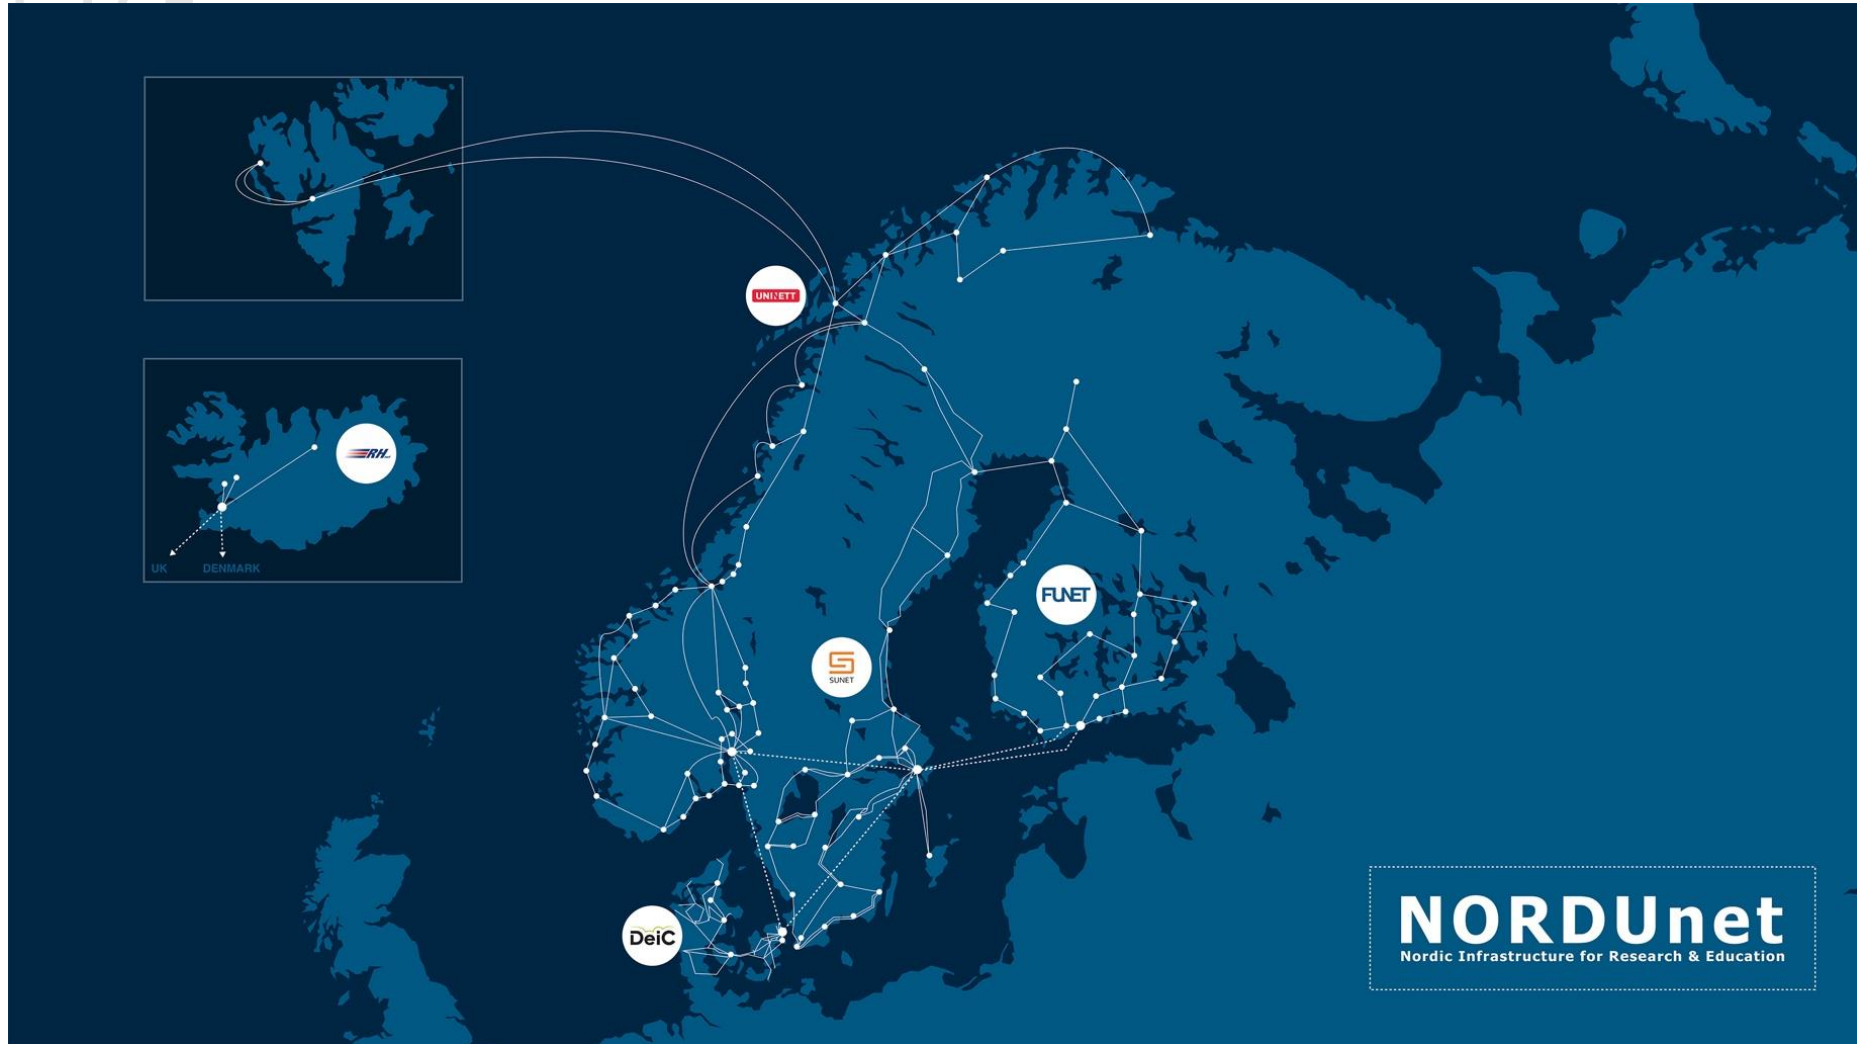 UNINETT
RH
UK
DENMARK
FUNET
SUNET
DeiC
NORDUnet
Nordic Infrastructure for Research & Education